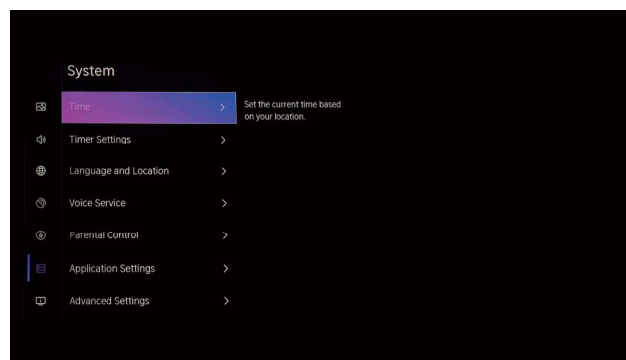 System
Time
Set the current time based
on your location.
Timer Settings
Language and Location
Voice Service
Parental Control
Application Settings
Advanced Settings